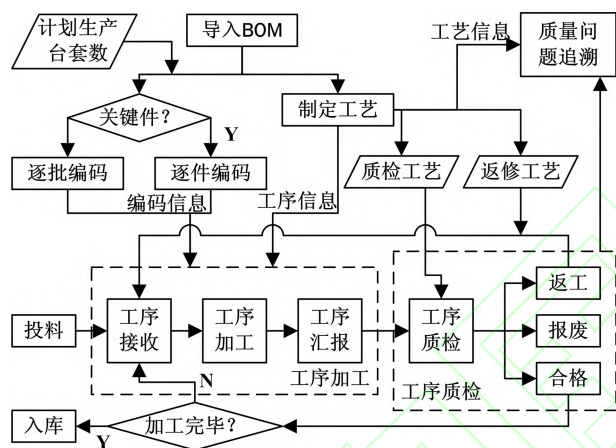 计划生产
台套数
导入BOM
工艺信息
质量问
题追溯
关键件?
Y
制定工艺
逐批编码
逐件编码
质检工艺
返修工艺
编码信息
工序信息
投料
工序
接收
工序
加工
工序
汇报
工序加工
工序
质检
工序质检
返工
报废
合格
N
加工完毕?
Y
入库